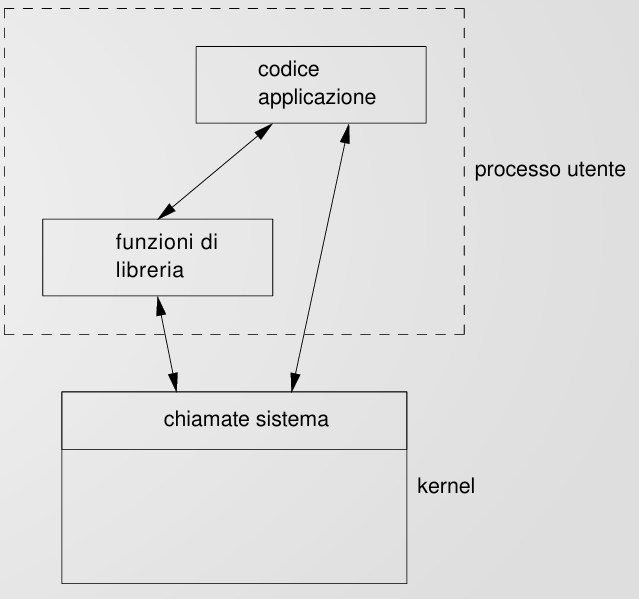 codice
applicazione
processo utente
funzioni di
libreria
chiamate sistema
kernel